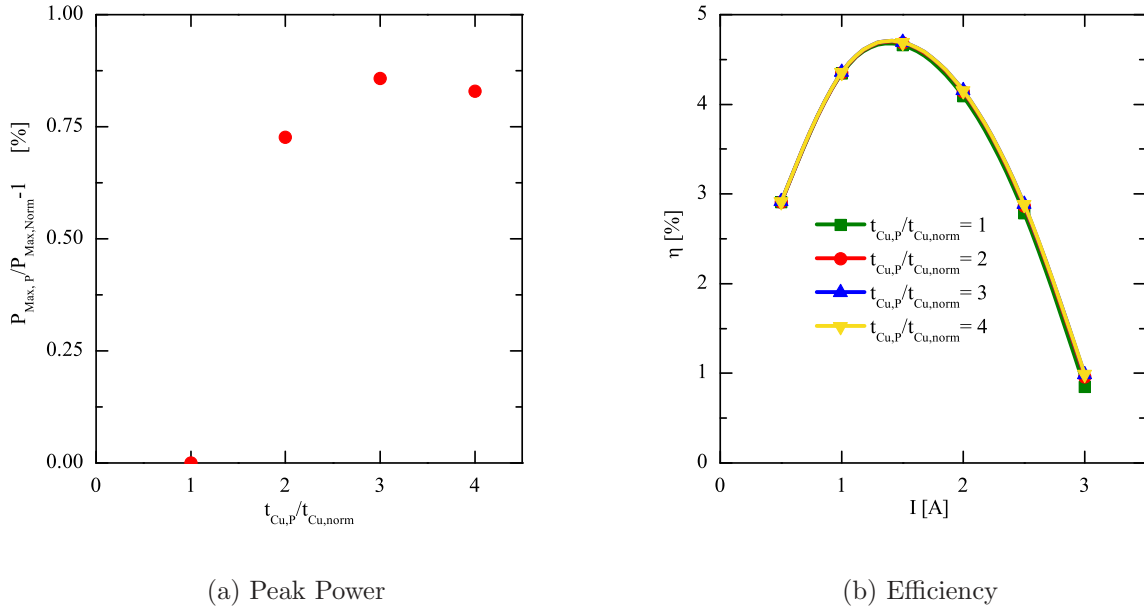 1.00
0.75
0.50
0.25
0.00
0
1
2
3
4
P_Max, P/P_Max,Norm-1 [%]
t_Cu,P/t_Cu,norm
(a) Peak Power
5
4
3
2
1
0
0
1
2
3
η [%]
t_Cu,P/t_Cu,norm= 1
t_Cu,P/t_Cu,norm= 2
t_Cu,P/t_Cu,norm= 3
t_Cu,P/t_Cu,norm= 4
I [A]
(b) Efficiency